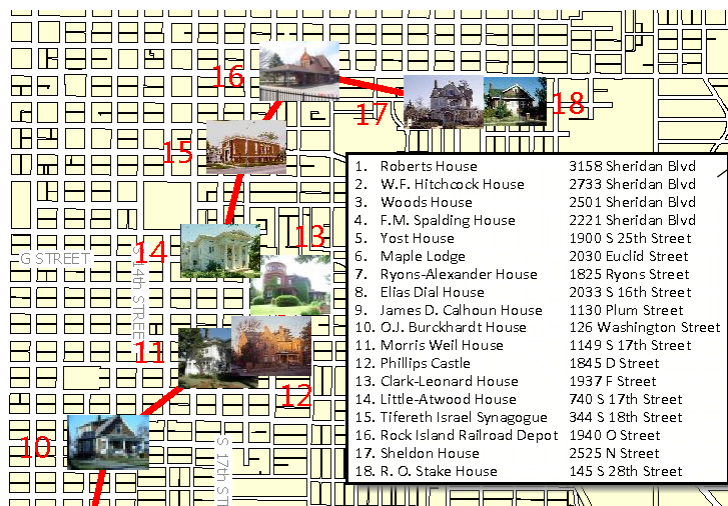 16
17
18
15
1. Roberts House 3158 Sheridan Blvd
2. W.F. Hitchcock House 2733 Sheridan Blvd
3. Woods House 2501 Sheridan Blvd
4. F.M. Spalding House 2221 Sheridan Blvd
5. Yost House 1900 S 25th Street
6. Maple Lodge 2030 Euclid Street
7. Ryons-Alexander House 1825 Ryons Street
8. Elias Dial House 2033 S 16th Street
9. James D. Calhoun House 1130 Plum Street
10. O.J. Burckhardt House 126 Washington Street
11. Morris Weil House 1149 S 17th Street
12. Phillips Castle 1845 D Street
13. Clark-Leonard House 1937 F Street
14. Little-Atwood House 740 S 17th Street
15. Tifereth Israel Synagogue 344 S 18th Street
16. Rock Island Railroad Depot 1940 O Street
17. Sheldon House 2525 N Street
18. R. O. Stake House 145 S 28th Street
13
14
G STREET
S 14th STREET
11
12
10
S 17th ST